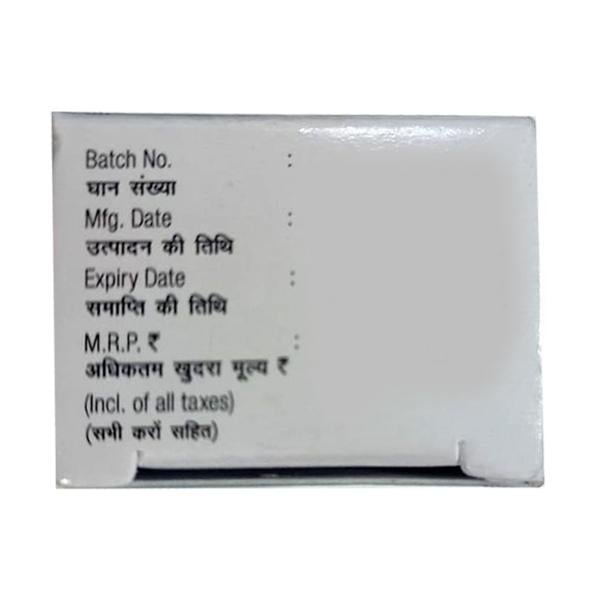 Batch No. :
घान संख्या
Mfg. Date :
उत्पादन की तिथि
Expiry Date :
समाप्ति की तिथि
M.R.P. ₹ :
अधिकतम खुदरा मूल्य ₹
(Incl. of all taxes)
(सभी करों सहित)